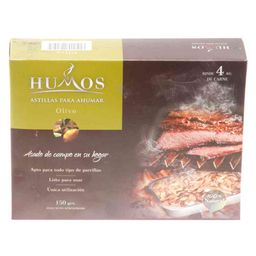 HUMOS
ASTILLAS PARA AHUMAR
Olivo
RINDE 4 KG
DE CARNE
Asado de campo en su hogar
Apto para todo tipo de parrillas
Listo para usar
Única utilización
150 grs.